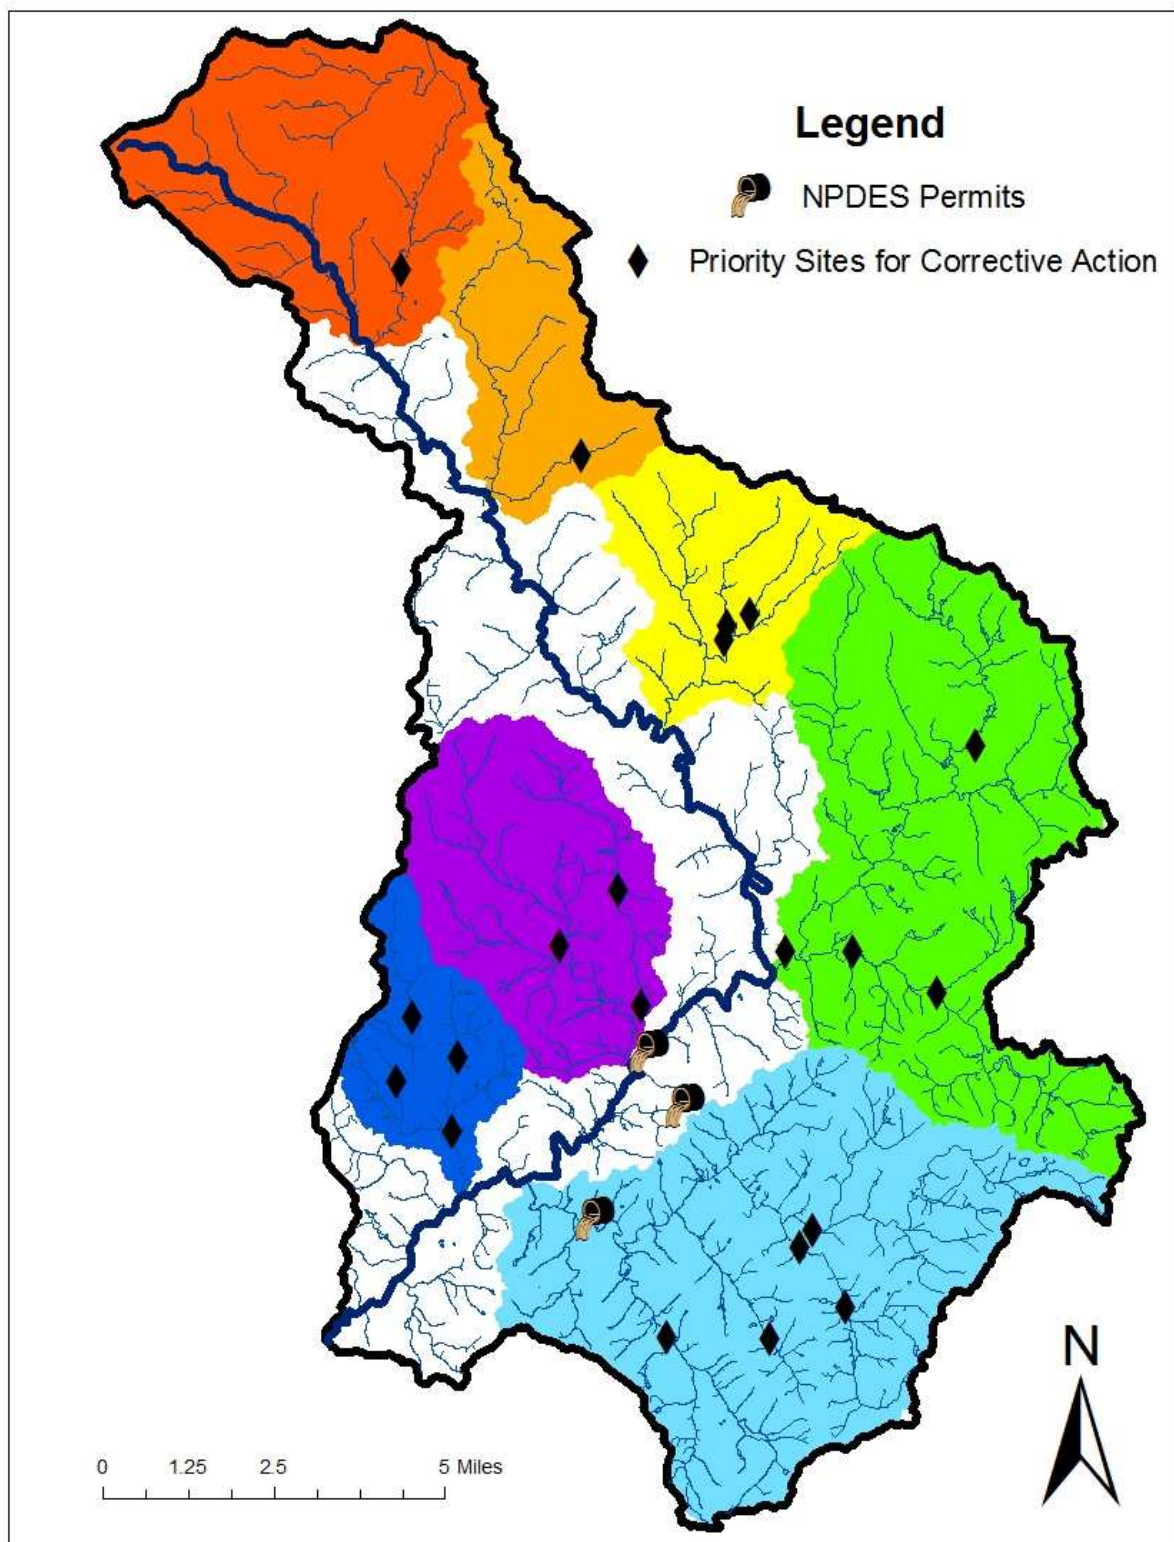 Legend
NPDES Permits
Priority Sites for Corrective Action
N
0 1.25 2.5 5 Miles